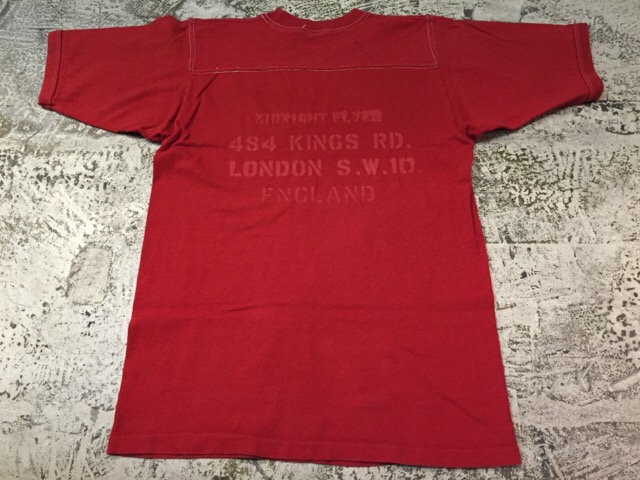 MIDNIGHT FLYER
484 KINGS RD.
LONDON S.W.10.
ENGLAND